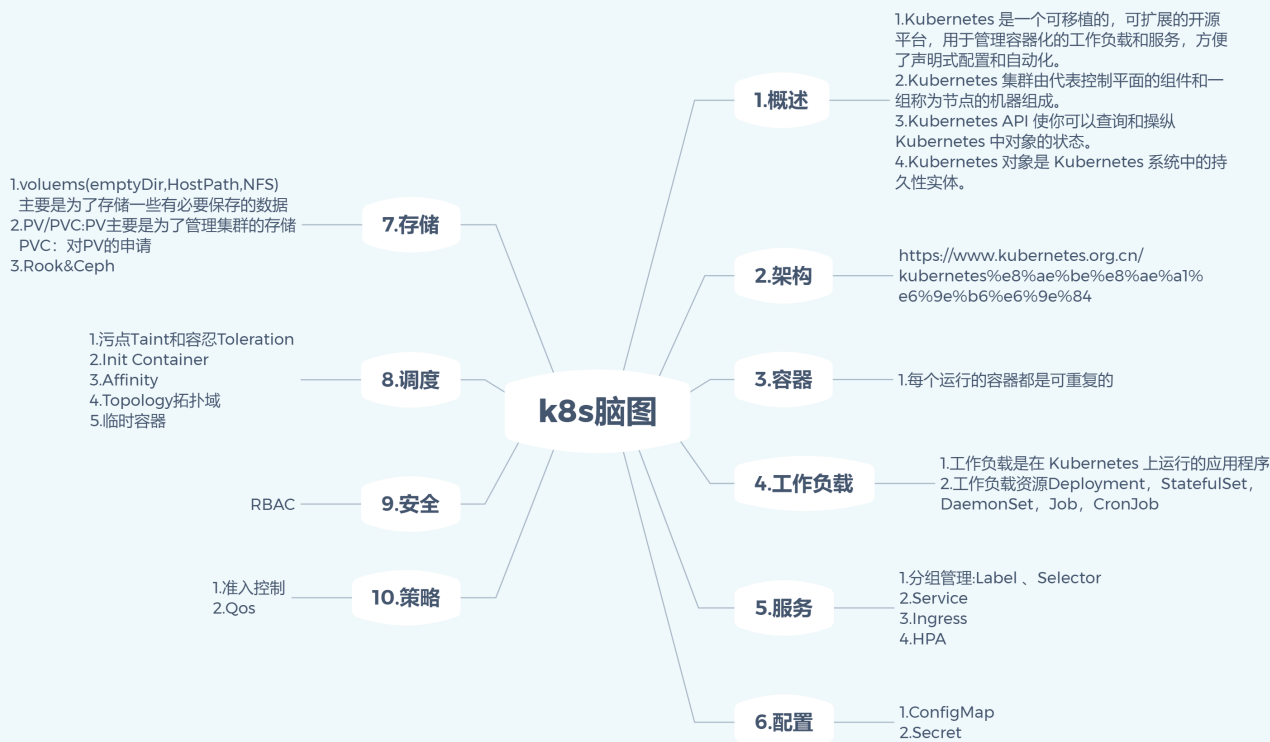 k8s脑图
1.概述
1.Kubernetes 是一个可移植的，可扩展的开源
平台，用于管理容器化的工作负载和服务，方便
了声明式配置和自动化。
2.Kubernetes 集群由代表控制平面的组件和一
组称为节点的机器组成。
3.Kubernetes API 使你可以查询和操纵
Kubernetes 中对象的状态。
4.Kubernetes 对象是 Kubernetes 系统中的持
久性实体。
2.架构
https://www.kubernetes.org.cn/
kubernetes%e8%ae%be%e8%ae%a1%
e6%9e%b6%e6%9e%84
3.容器
1.每个运行的容器都是可重复的
4.工作负载
1.工作负载是在 Kubernetes 上运行的应用程序
2.工作负载资源Deployment，StatefulSet，
DaemonSet，Job，CronJob
5.服务
1.分组管理:Label 、Selector
2.Service
3.Ingress
4.HPA
6.配置
1.ConfigMap
2.Secret
7.存储
1.voluems(emptyDir,HostPath,NFS)
主要是为了存储一些有必要保存的数据
2.PV/PVC:PV主要是为了管理集群的存储
PVC：对PV的申请
3.Rook&Ceph
8.调度
1.污点Taint和容忍Toleration
2.Init Container
3.Affinity
4.Topology拓扑域
5.临时容器
9.安全
RBAC
10.策略
1.准入控制
2.Qos